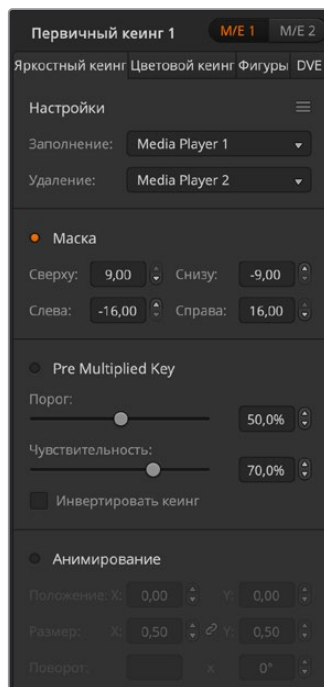 Первичный кеинг 1 M/E 1 M/E 2
Яркостный кеинг Цветовой кеинг Фигуры DVE
Настройки
Заполнение: Media Player 1
Удаление: Media Player 2
Маска
Сверху: 9,00 Снизу: -9,00
Слева: -16,00 Справа: 16,00
Pre Multiplied Key
Порог:
50,0%
Чувствительность:
70,0%
Инвертировать кеинг
Анимирование
Положение: X: 0,00 Y: 0,00
Размер: X: 0,50 Y: 0,50
Поворот: x 0°